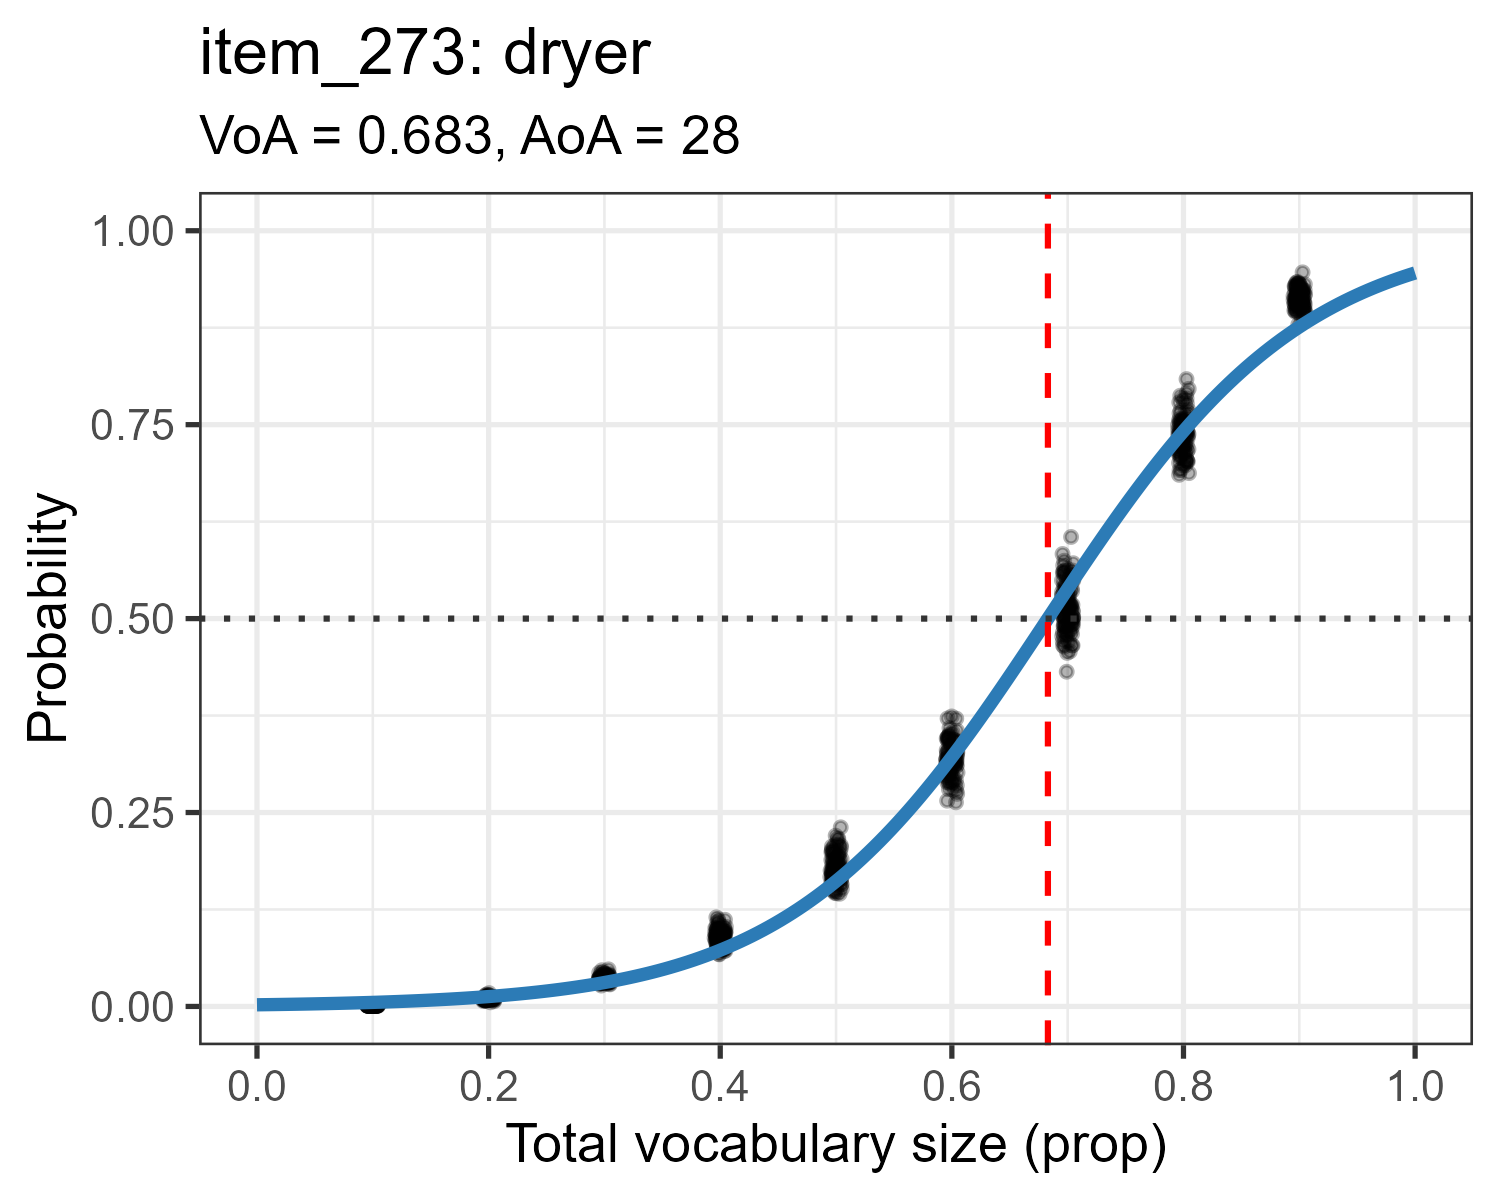 item_273: dryer
VoA = 0.683, AoA = 28
1.00
0.75
0.50
0.25
0.00
Probability
0.0 0.2 0.4 0.6 0.8 1.0
Total vocabulary size (prop)